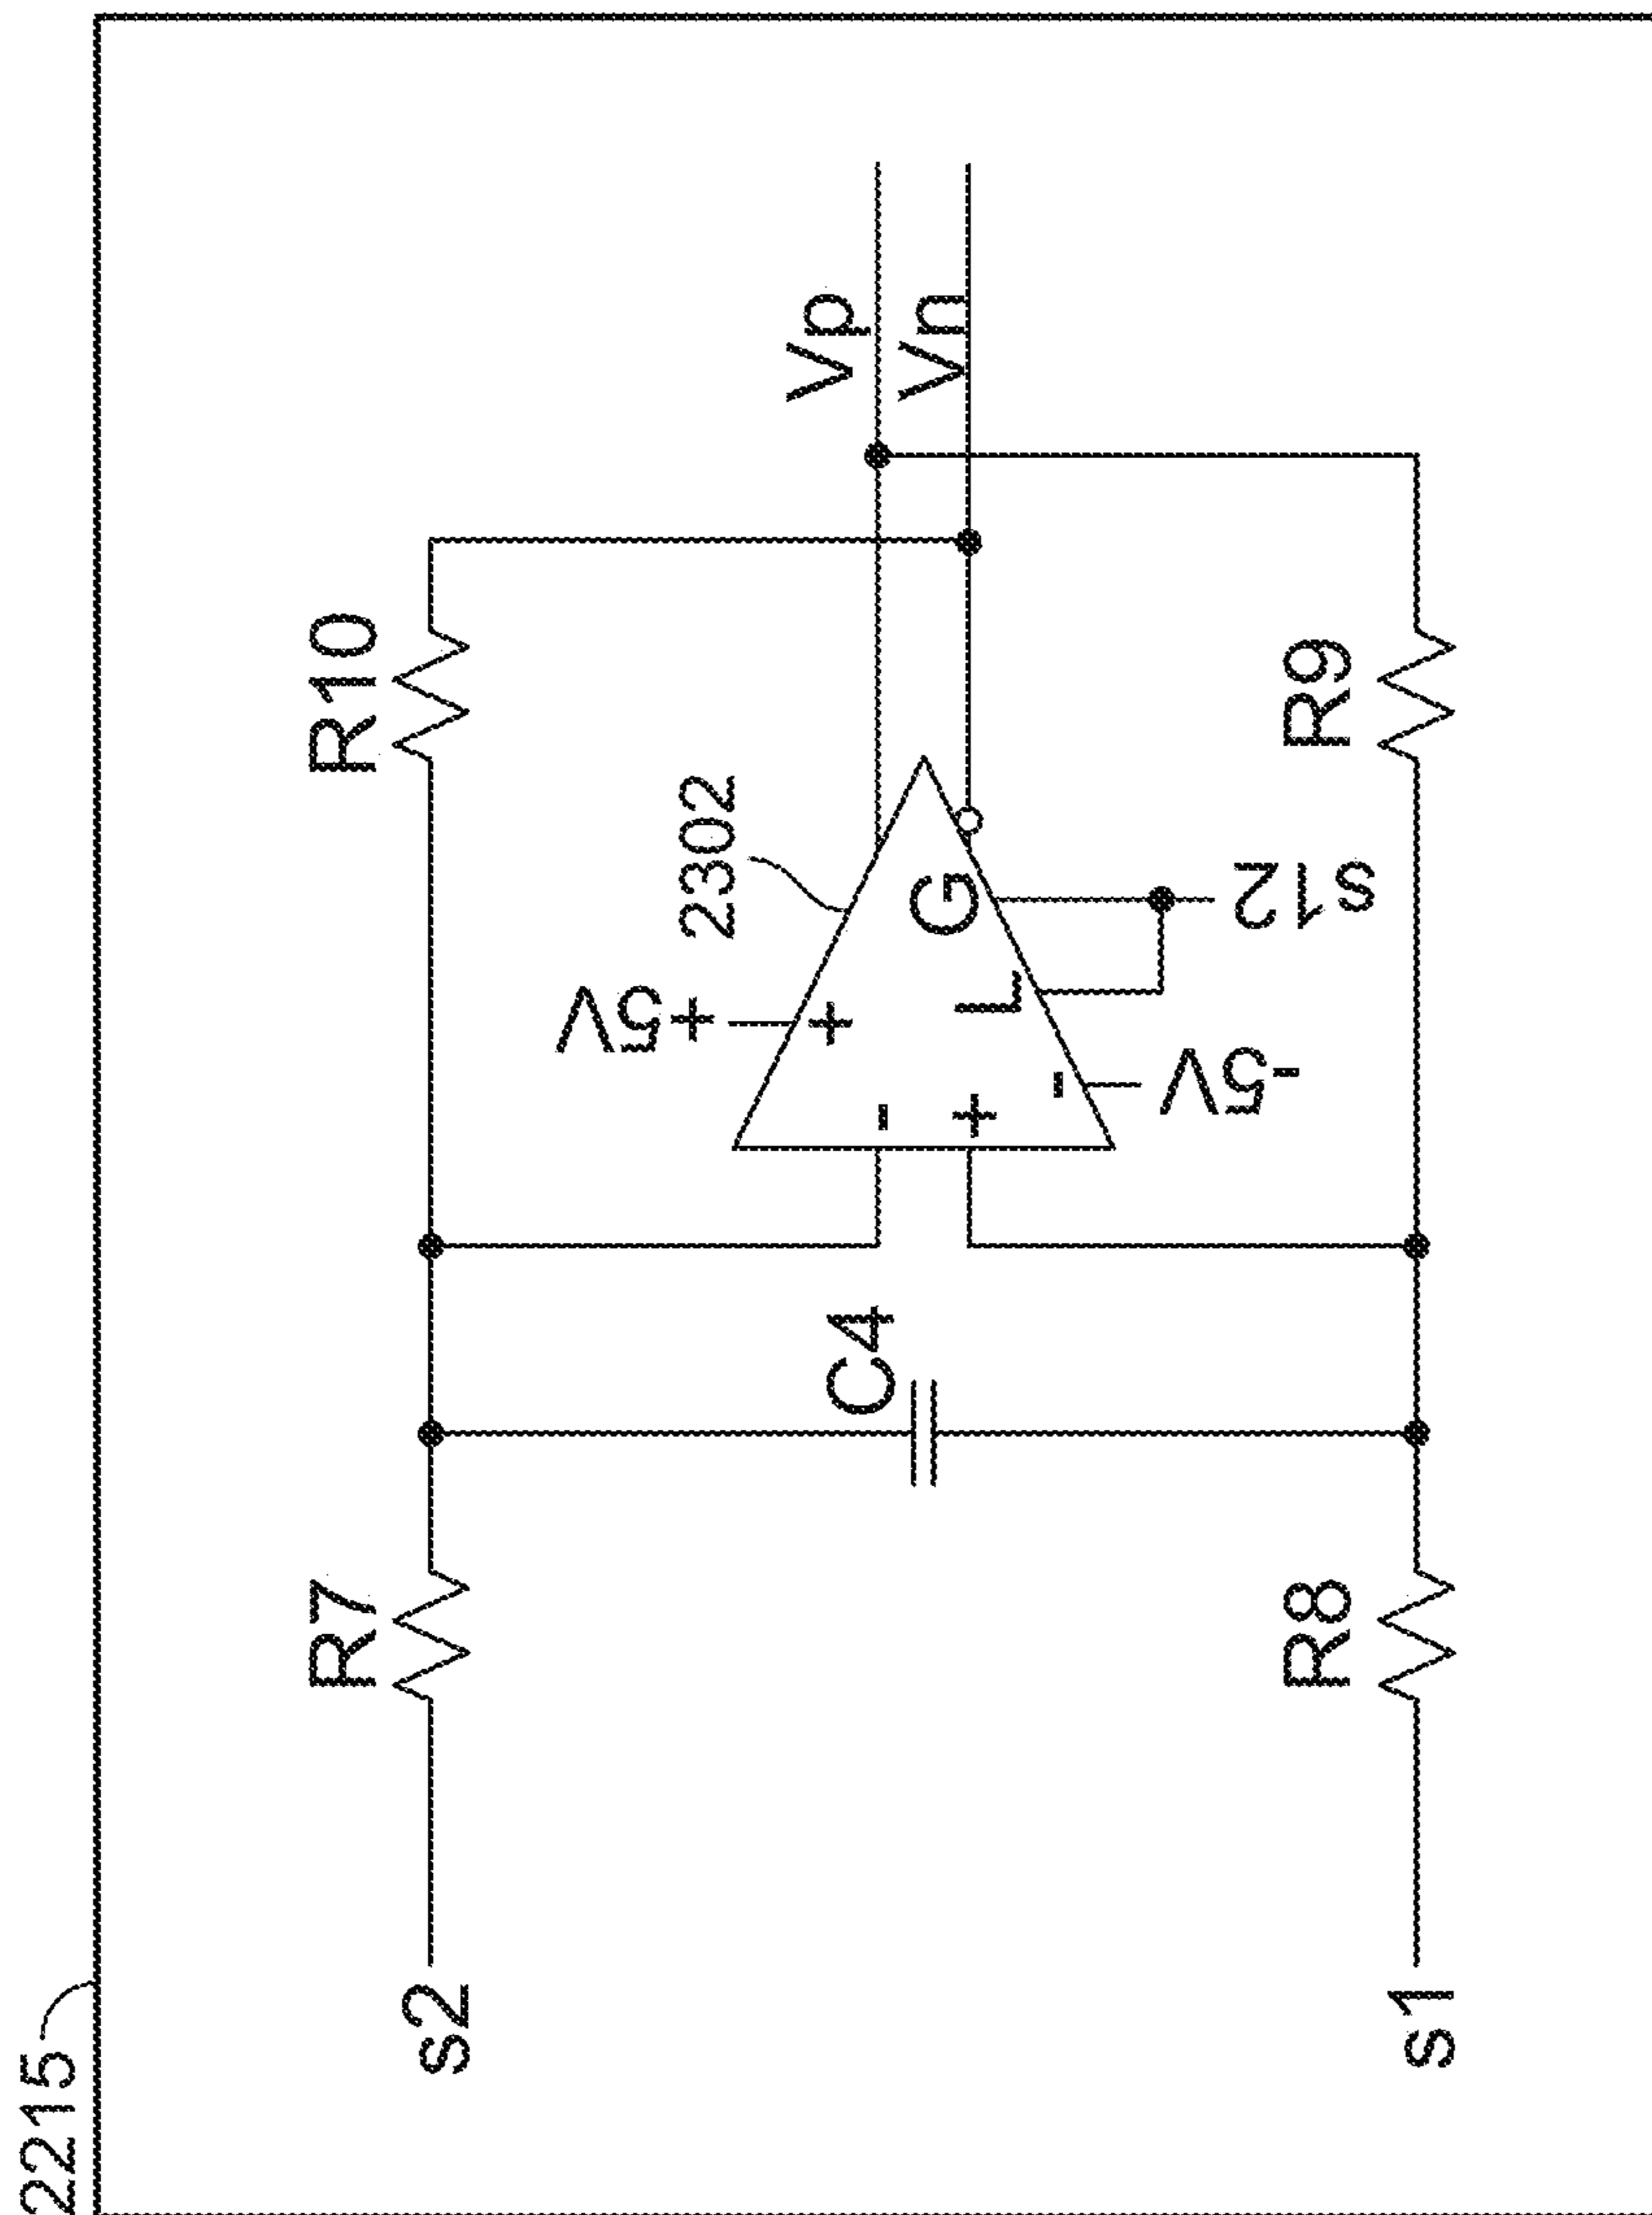 2215
s2
R7
R10
C4
+5V
2302
-
+
+
-
L
G
-5V
s12
Vp
Vn
s1
R8
R9